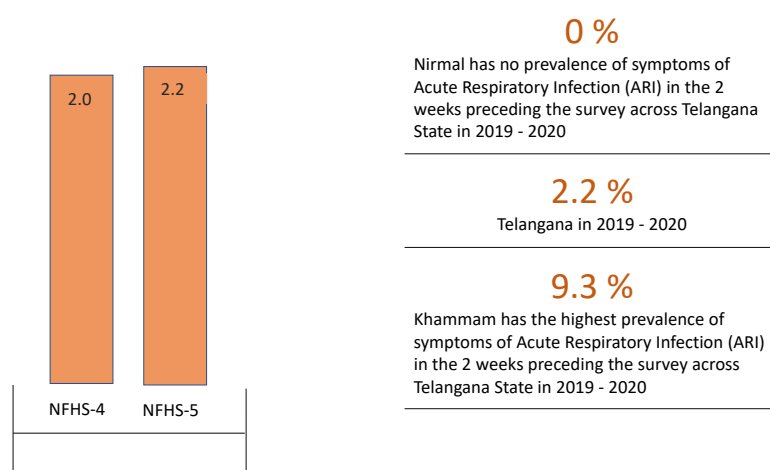 2.0
2.2
NFHS-4
NFHS-5
0 %
Nirmal has no prevalence of symptoms of
Acute Respiratory Infection (ARI) in the 2
weeks preceding the survey across Telangana
State in 2019 - 2020
2.2 %
Telangana in 2019 - 2020
9.3 %
Khammam has the highest prevalence of
symptoms of Acute Respiratory Infection (ARI)
in the 2 weeks preceding the survey across
Telangana State in 2019 - 2020